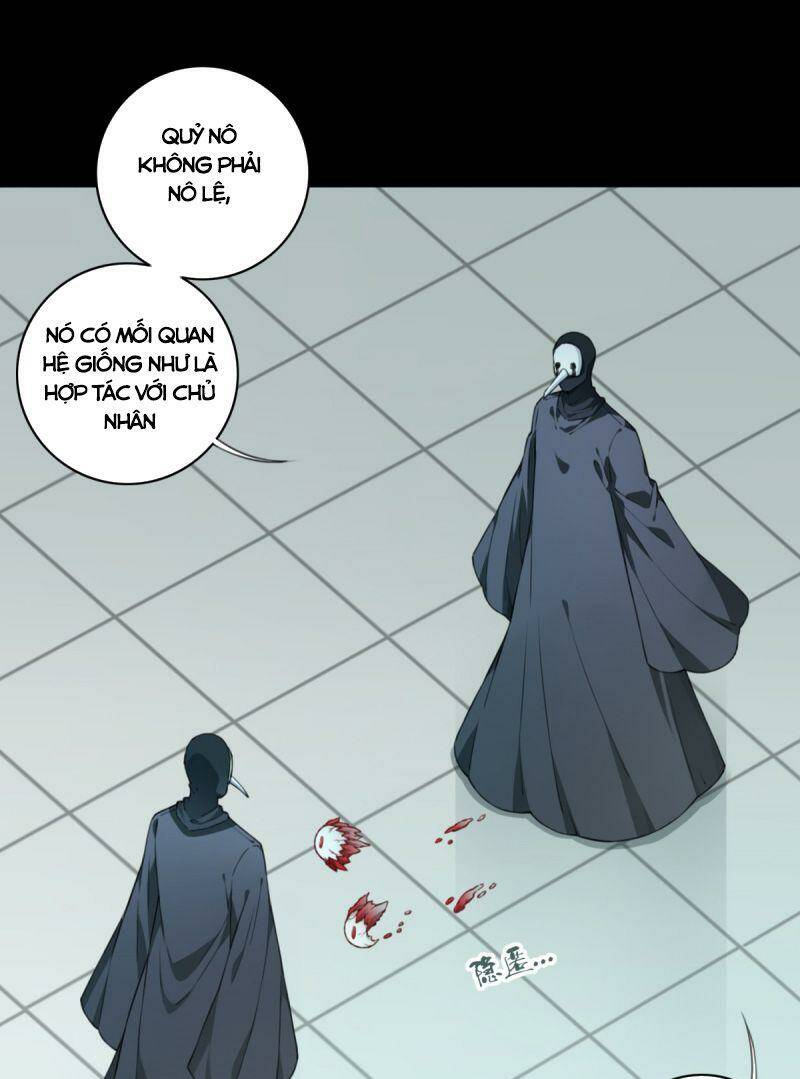 QUỶ NÔ
KHÔNG PHẢI
NÔ LỆ,
NÓ CÓ MỐI QUAN
HỆ GIỐNG NHƯ LÀ
HỢP TÁC VỚI CHỦ
NHÂN
隐匿...